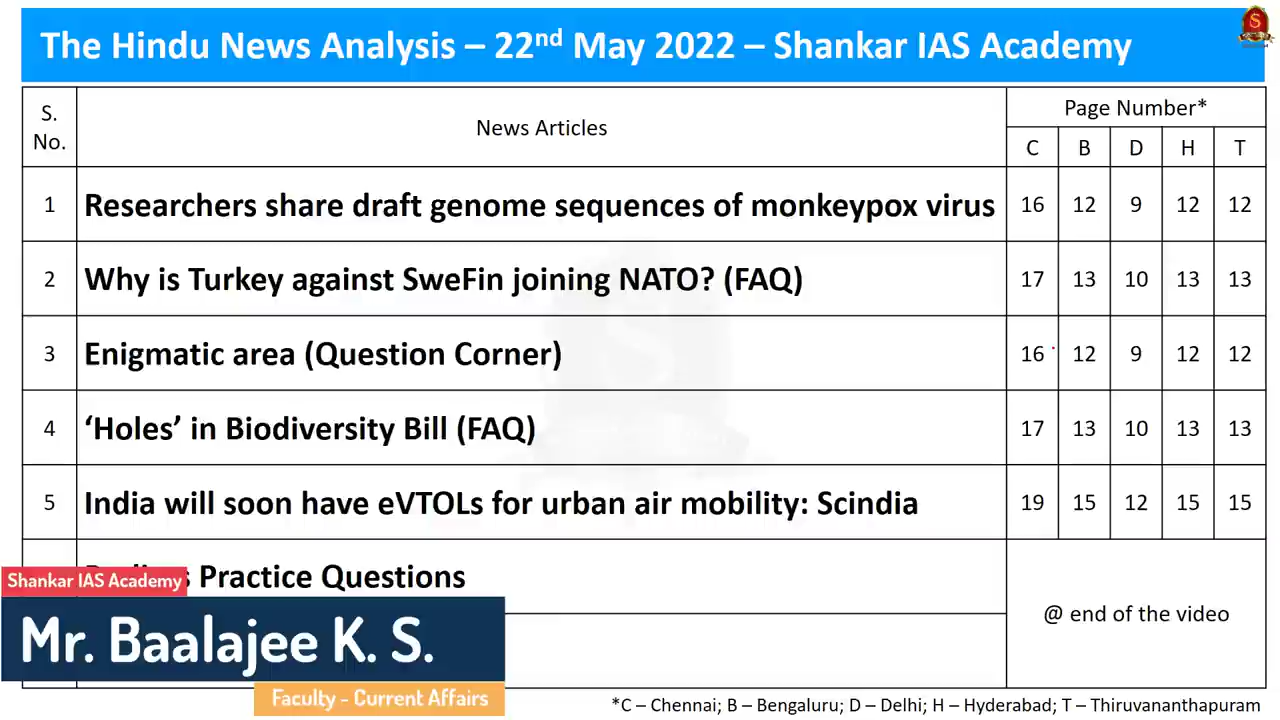 The Hindu News Analysis – 22nd May 2022 – Shankar IAS Academy
S. No. News Articles Page Number*
C B D H T
1 Researchers share draft genome sequences of monkeypox virus 16 12 9 12 12
2 Why is Turkey against SweFin joining NATO? (FAQ) 17 13 10 13 13
3 Enigmatic area (Question Corner) 16 12 9 12 12
4 ‘Holes’ in Biodiversity Bill (FAQ) 17 13 10 13 13
5 India will soon have eVTOLs for urban air mobility: Scindia 19 15 12 15 15
Practice Questions
@ end of the video
Shankar IAS Academy
Mr. Baalajee K. S.
Faculty - Current Affairs
*C – Chennai; B – Bengaluru; D – Delhi; H – Hyderabad; T – Thiruvananthapuram